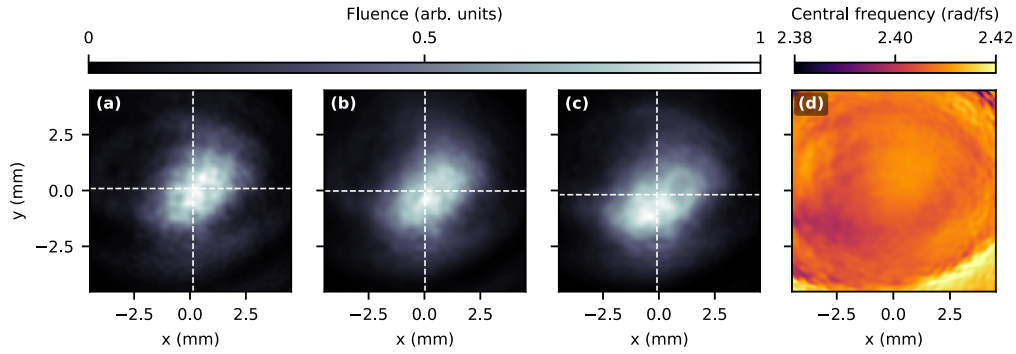 Fluence (arb. units) Central frequency (rad/fs)
0 0.5 1 2.38 2.40 2.42
(a) (b) (c) (d)
2.5
0.0
−2.5
y (mm)
−2.5 0.0 2.5 −2.5 0.0 2.5 −2.5 0.0 2.5 −2.5 0.0 2.5
x (mm) x (mm) x (mm) x (mm)